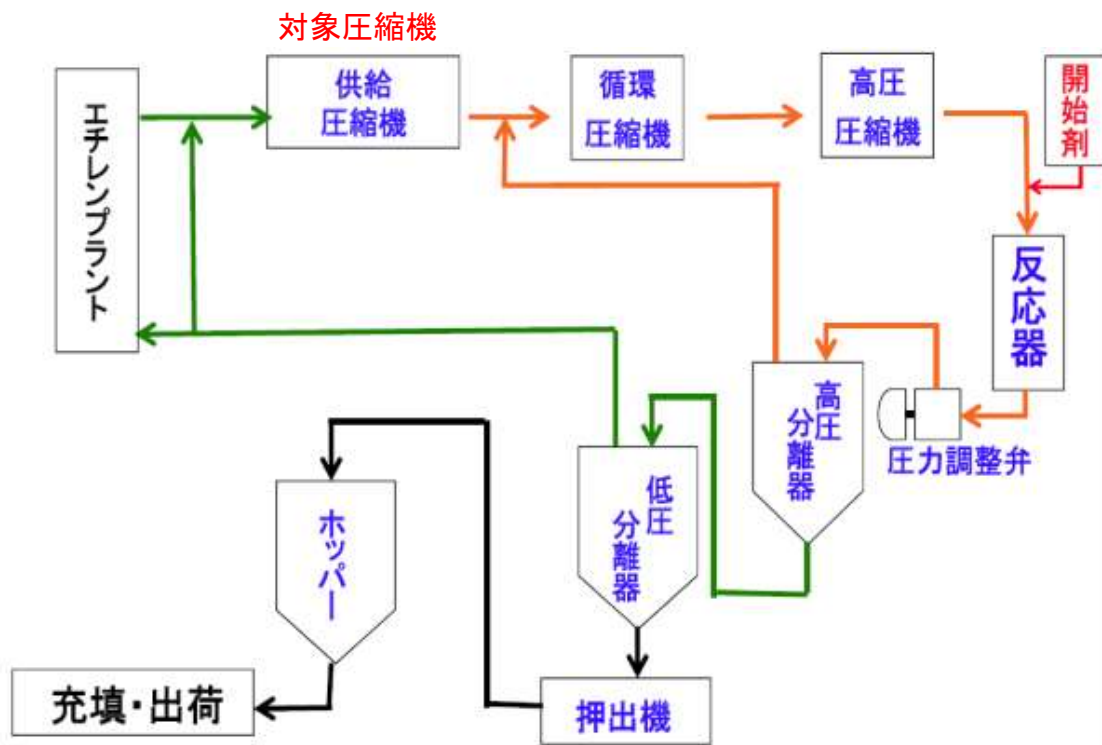 対象圧縮機
エチレンプラント
供給
圧縮機
循環
圧縮機
高圧
圧縮機
開始剤
反応器
圧力調整弁
高圧
分離器
低圧
分離器
ホッパー
押出機
充填・出荷